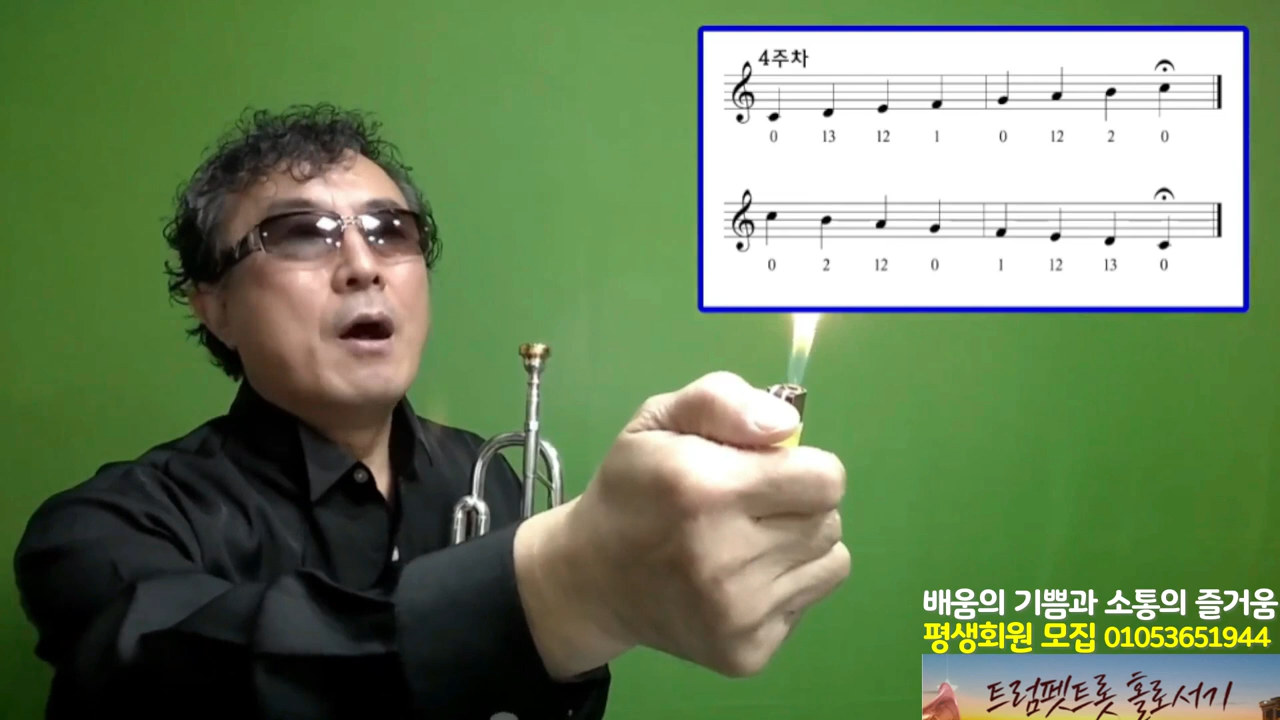 4주차
0 13 12 1 0 12 2 0
0 2 12 0 1 12 13 0
배움의 기쁨과 소통의 즐거움
평생회원 모집 01053651944
트럼펫트롯 홀로서기